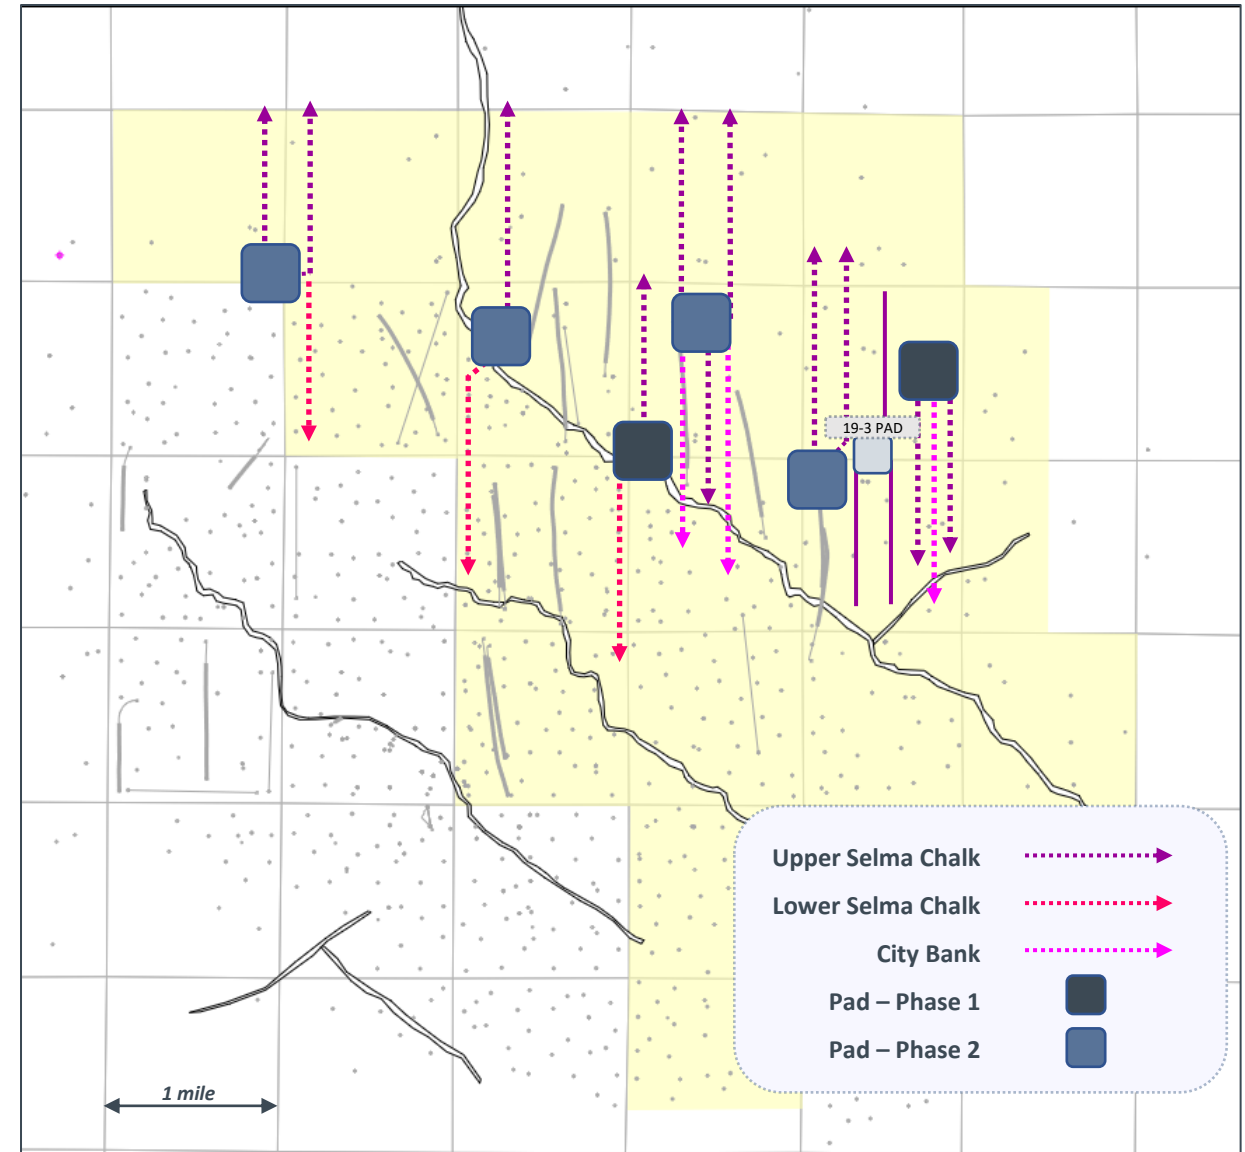 19-3 PAD
Upper Selma Chalk
Lower Selma Chalk
City Bank
Pad – Phase 1
Pad – Phase 2
1 mile